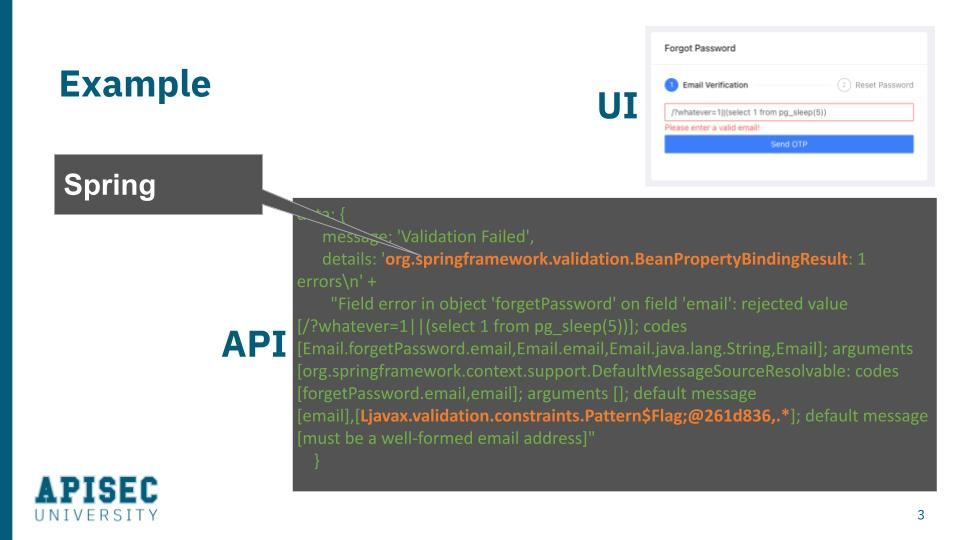 Example
UI
Forgot Password
1 Email Verification
2 Reset Password
/?whatever=1||(select 1 from pg_sleep(5))
Please enter a valid email!
Send OTP
Spring
data: {
message: 'Validation Failed',
details: 'org.springframework.validation.BeanPropertyBindingResult: 1
errors\n' +
"Field error in object 'forgetPassword' on field 'email': rejected value
[/?whatever=1||(select 1 from pg_sleep(5))]; codes
[Email.forgetPassword.email,Email.email,Email.java.lang.String,Email]; arguments
[org.springframework.context.support.DefaultMessageSourceResolvable: codes
[forgetPassword.email,email]; arguments []; default message
[email],[Ljavax.validation.constraints.Pattern$Flag;@261d836,.*]; default message
[must be a well-formed email address]"
}
API
APISEC
UNIVERSITY
3